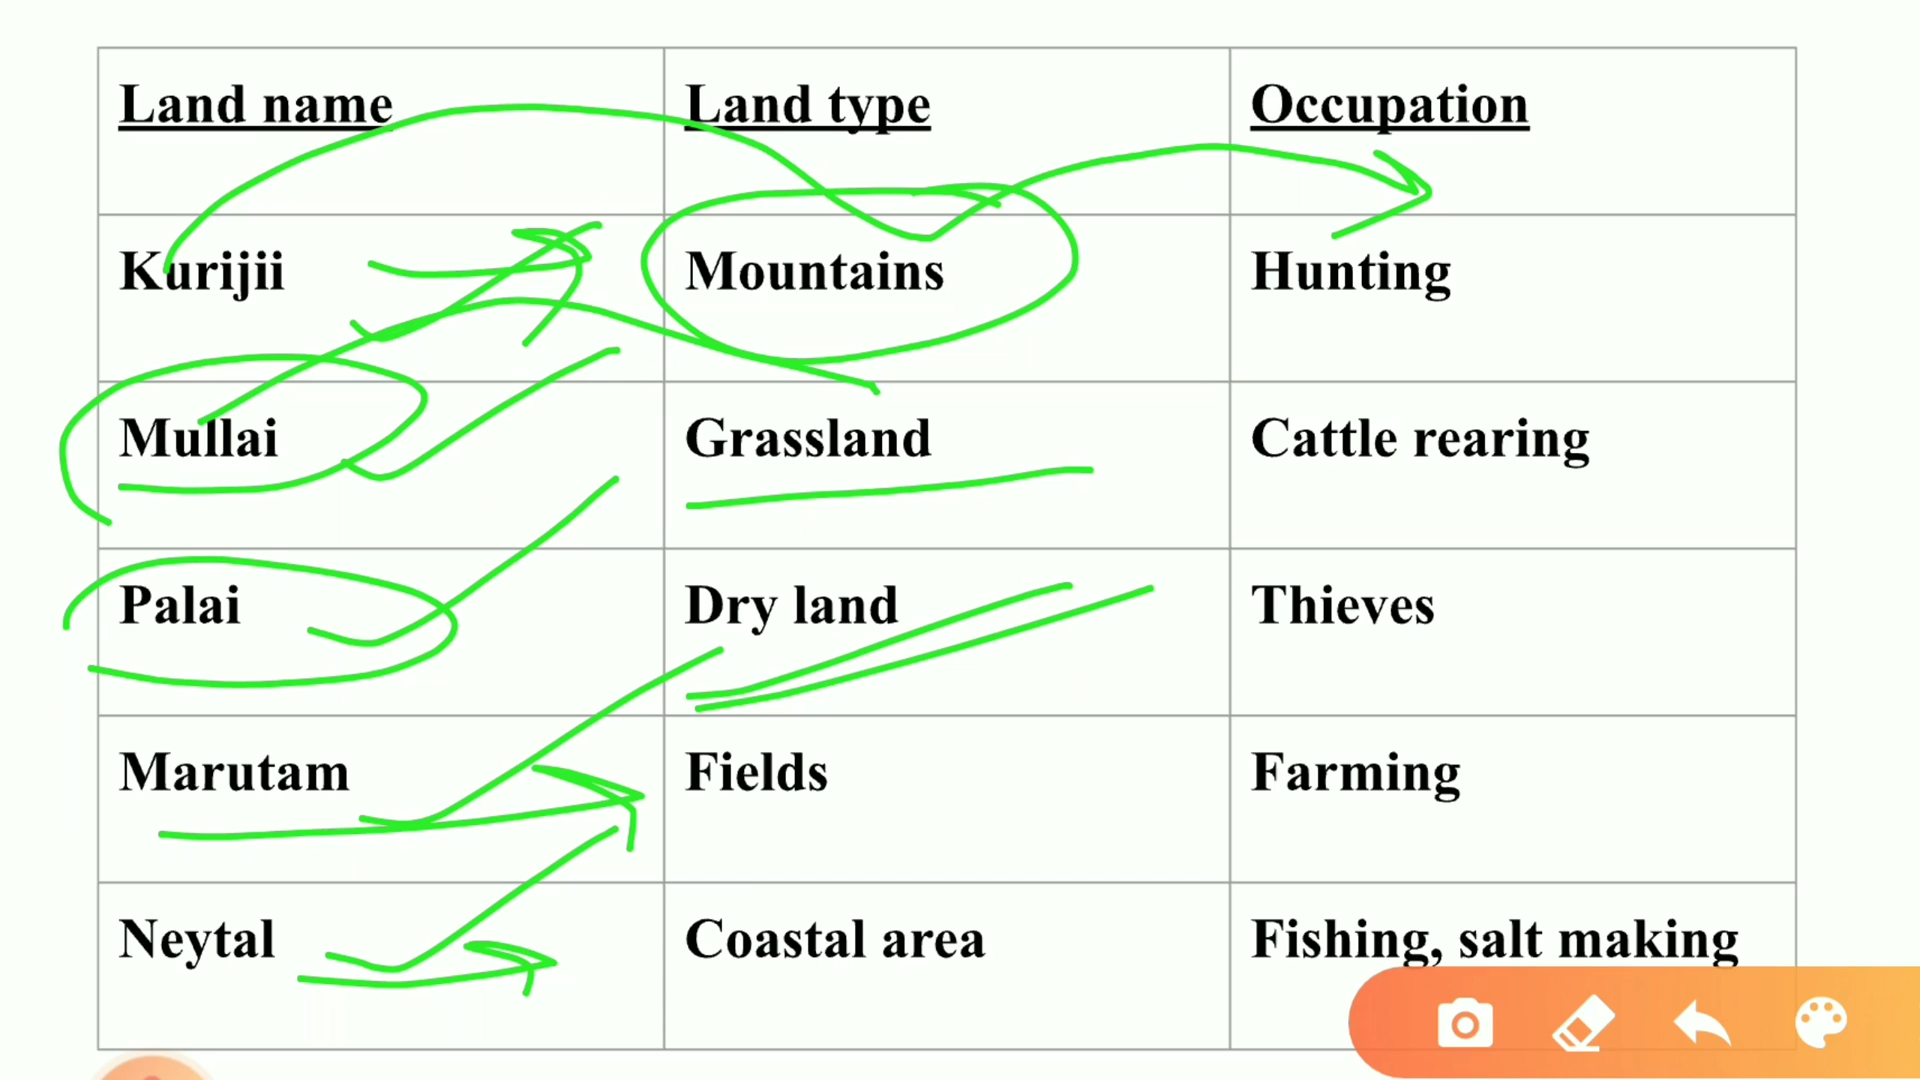 Land name Land type Occupation
Kurijii Mountains Hunting
Mullai Grassland Cattle rearing
Palai Dry land Thieves
Marutam Fields Farming
Neytal Coastal area Fishing, salt making